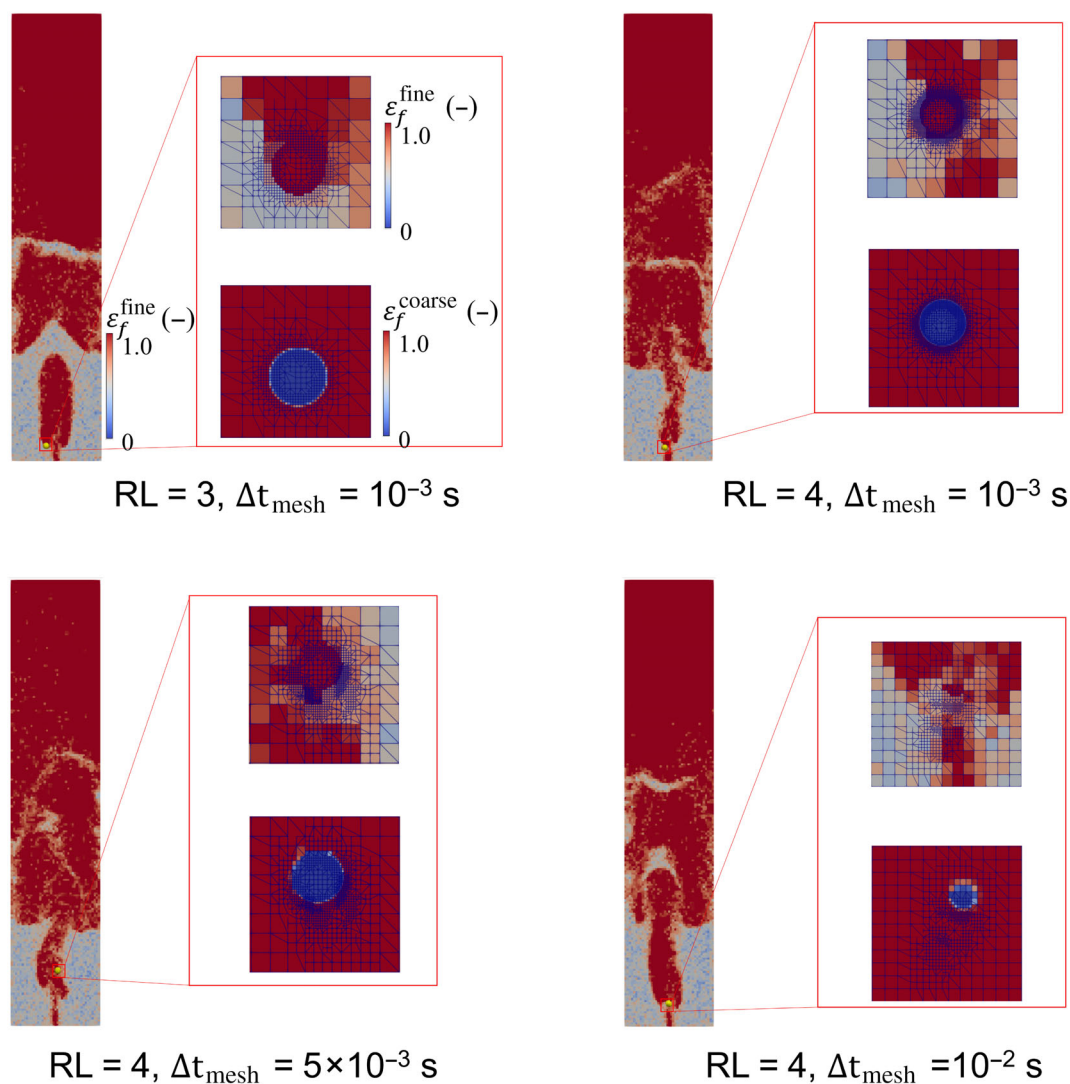 ε_f^fine (−)
1.0
0
ε_f^coarse (−)
1.0
0
ε_f^fine (−)
1.0
0
RL = 3, Δt_mesh = 10⁻³ s
RL = 4, Δt_mesh = 10⁻³ s
RL = 4, Δt_mesh = 5×10⁻³ s
RL = 4, Δt_mesh =10⁻² s